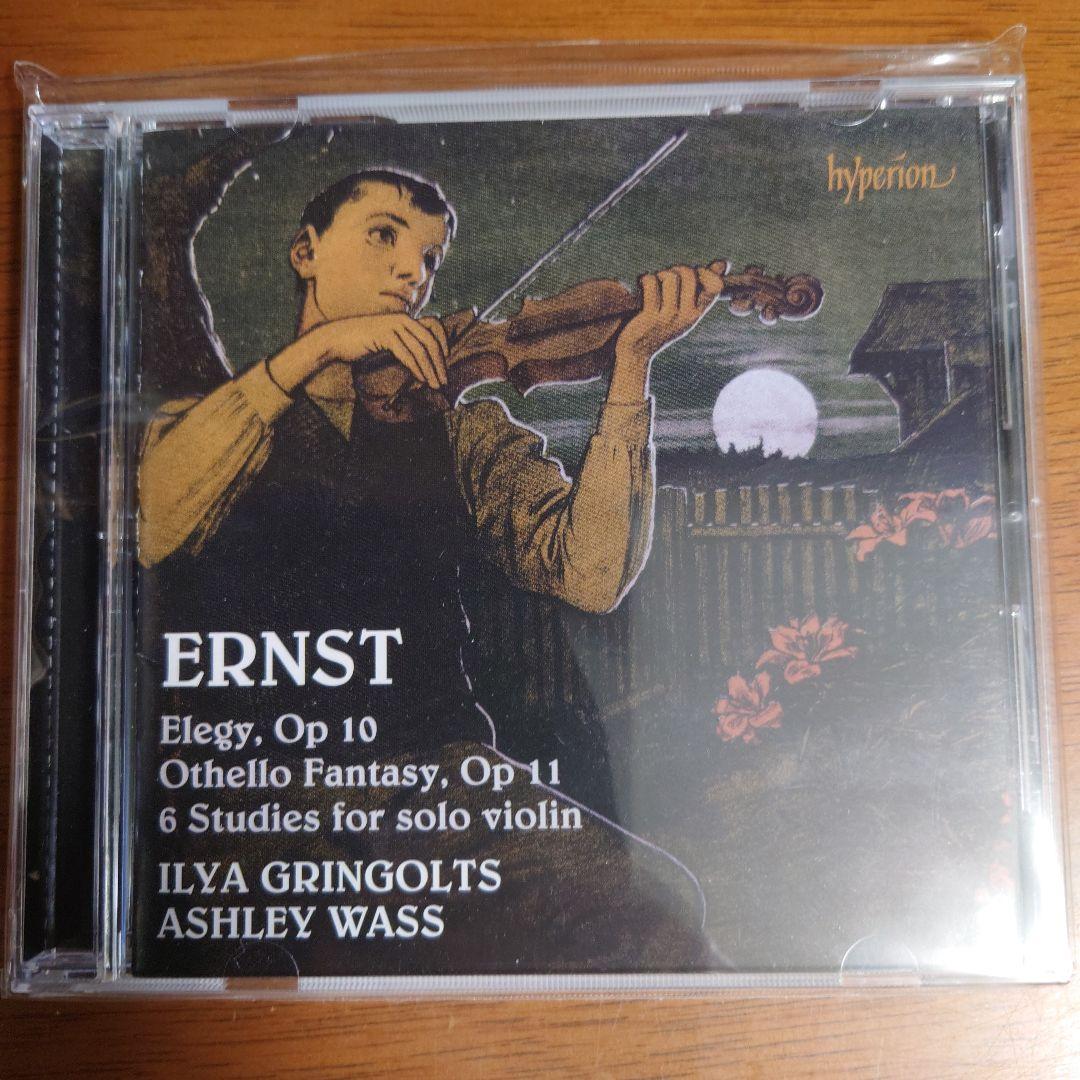 hyperion
ERNST
Elegy, Op 10
Othello Fantasy, Op 11
6 Studies for solo violin
ILYA GRINGOLTS
ASHLEY WASS